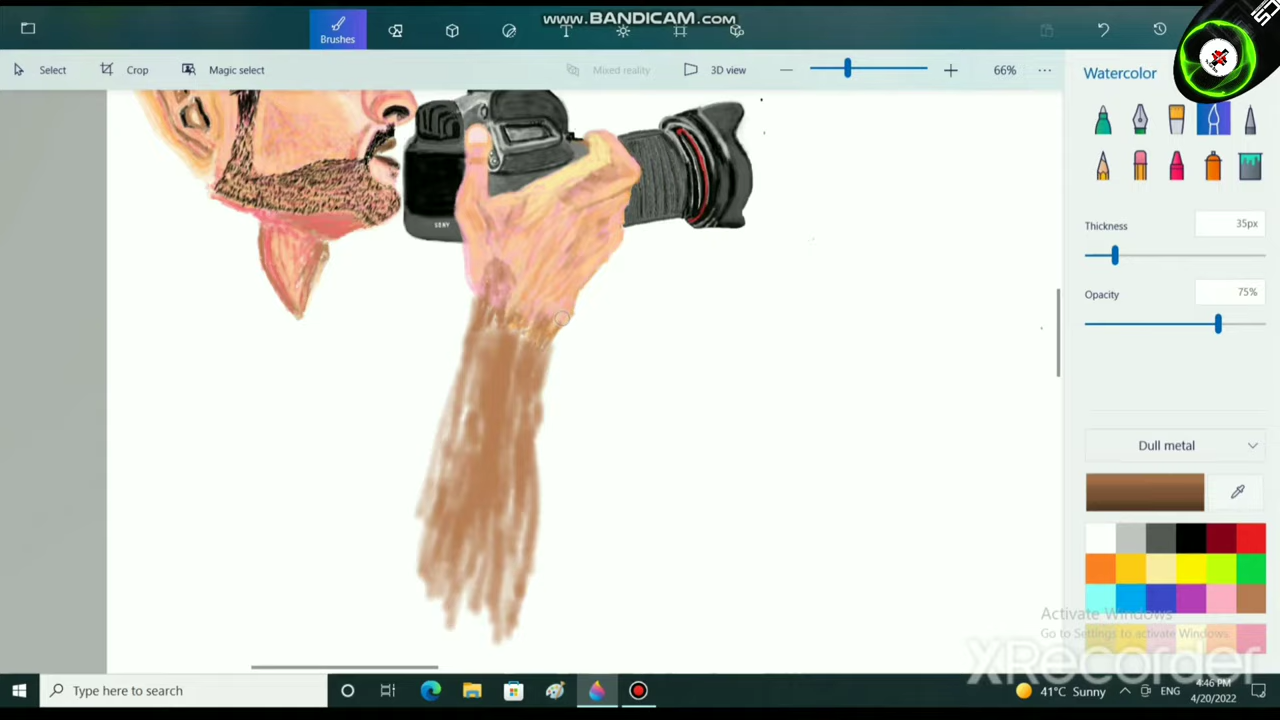 www.BANDICAM.com
Brushes
Select
Crop
Magic select
Mixed reality
3D view
66%
Watercolor
Thickness
35px
Opacity
75%
SONY
Dull metal
Activate Windows
Go to Settings to activate Windows.
XRecorder
Type here to search
41°C Sunny
ENG
4:46 PM
4/20/2022